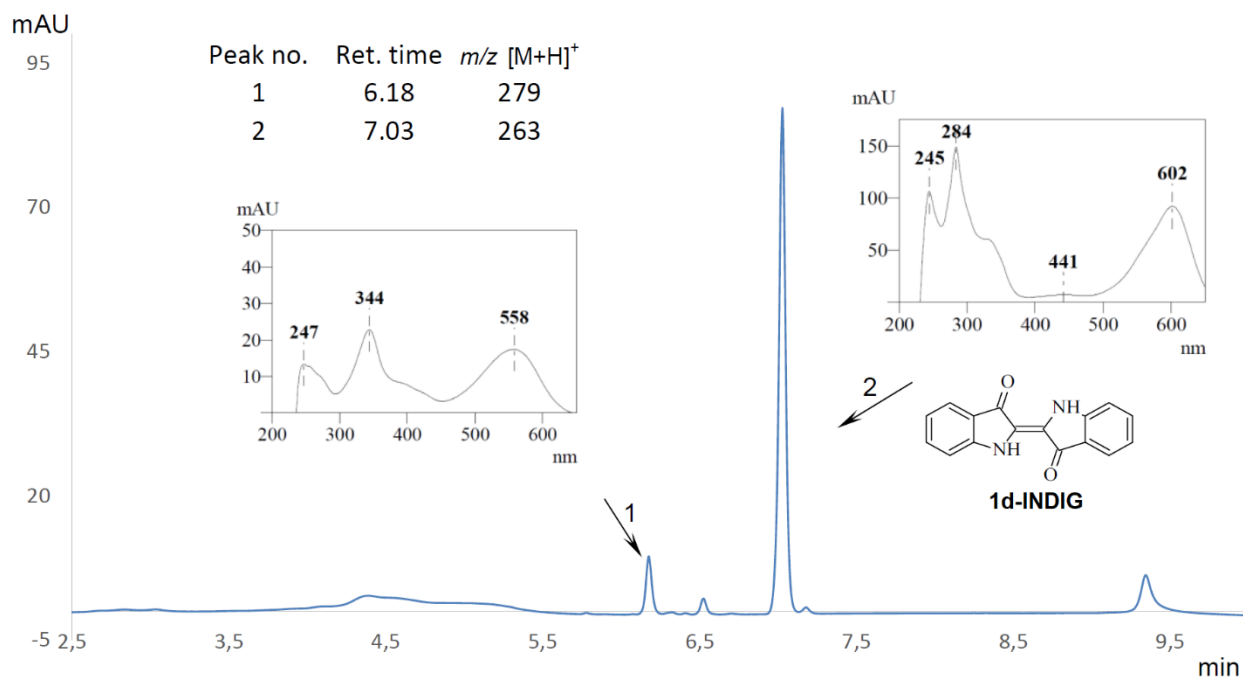 mAU
95
70
45
20
-5
Peak no. Ret. time m/z [M+H]+
1 6.18 279
2 7.03 263
mAU
50
40
30
20
10
247
344
558
200 300 400 500 600
nm
mAU
150
100
50
245
284
441
602
200 300 400 500 600
nm
1
2
O
NH
NH
O
1d-INDIG
2,5 3,5 4,5 5,5 6,5 7,5 8,5 9,5
min